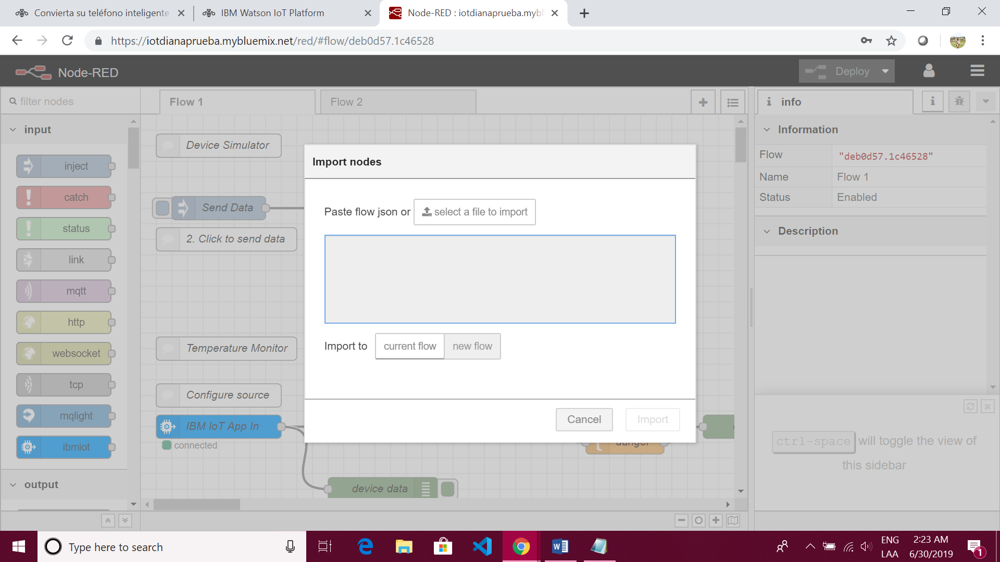 Convierta su teléfono inteligente
IBM Watson IoT Platform
Node-RED : iotdianaprueba.mybl
https://iotdianaprueba.mybluemix.net/red/#flow/deb0d57.1c46528
Node-RED
Deploy
filter nodes
Flow 1
Flow 2
info
input
inject
catch
status
link
mqtt
http
websocket
tcp
mqlight
ibmiot
output
Device Simulator
Send Data
2. Click to send data
Temperature Monitor
Configure source
IBM IoT App In
connected
device data
danger
Import nodes
Paste flow json or
select a file to import
Import to
current flow
new flow
Cancel
Import
Information
Flow
"deb0d57.1c46528"
Name
Flow 1
Status
Enabled
Description
ctrl-space will toggle the view of
this sidebar
Type here to search
ENG
LAA
2:23 AM
6/30/2019
1